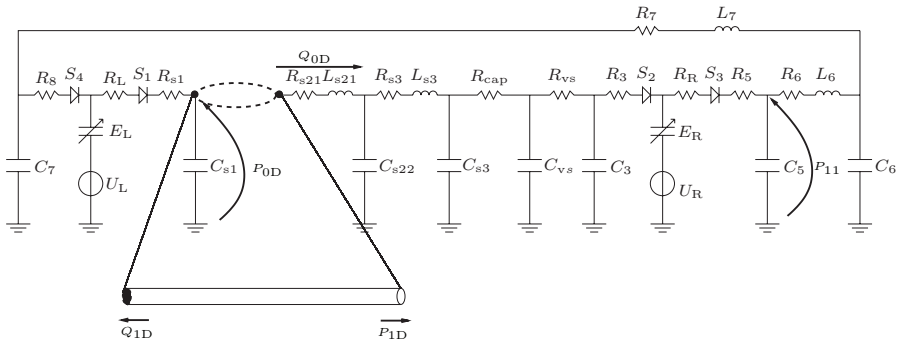 R7 L7
Q0D
R8 S4 RL S1 Rs1 Rs21 Ls21 Rs3 Ls3 Rcap Rvs R3 S2 RR S3 R5 R6 L6
EL ER
C7 UL Cs1 P0D Cs22 Cs3 Cvs C3 UR C5 P11 C6
Q1D P1D